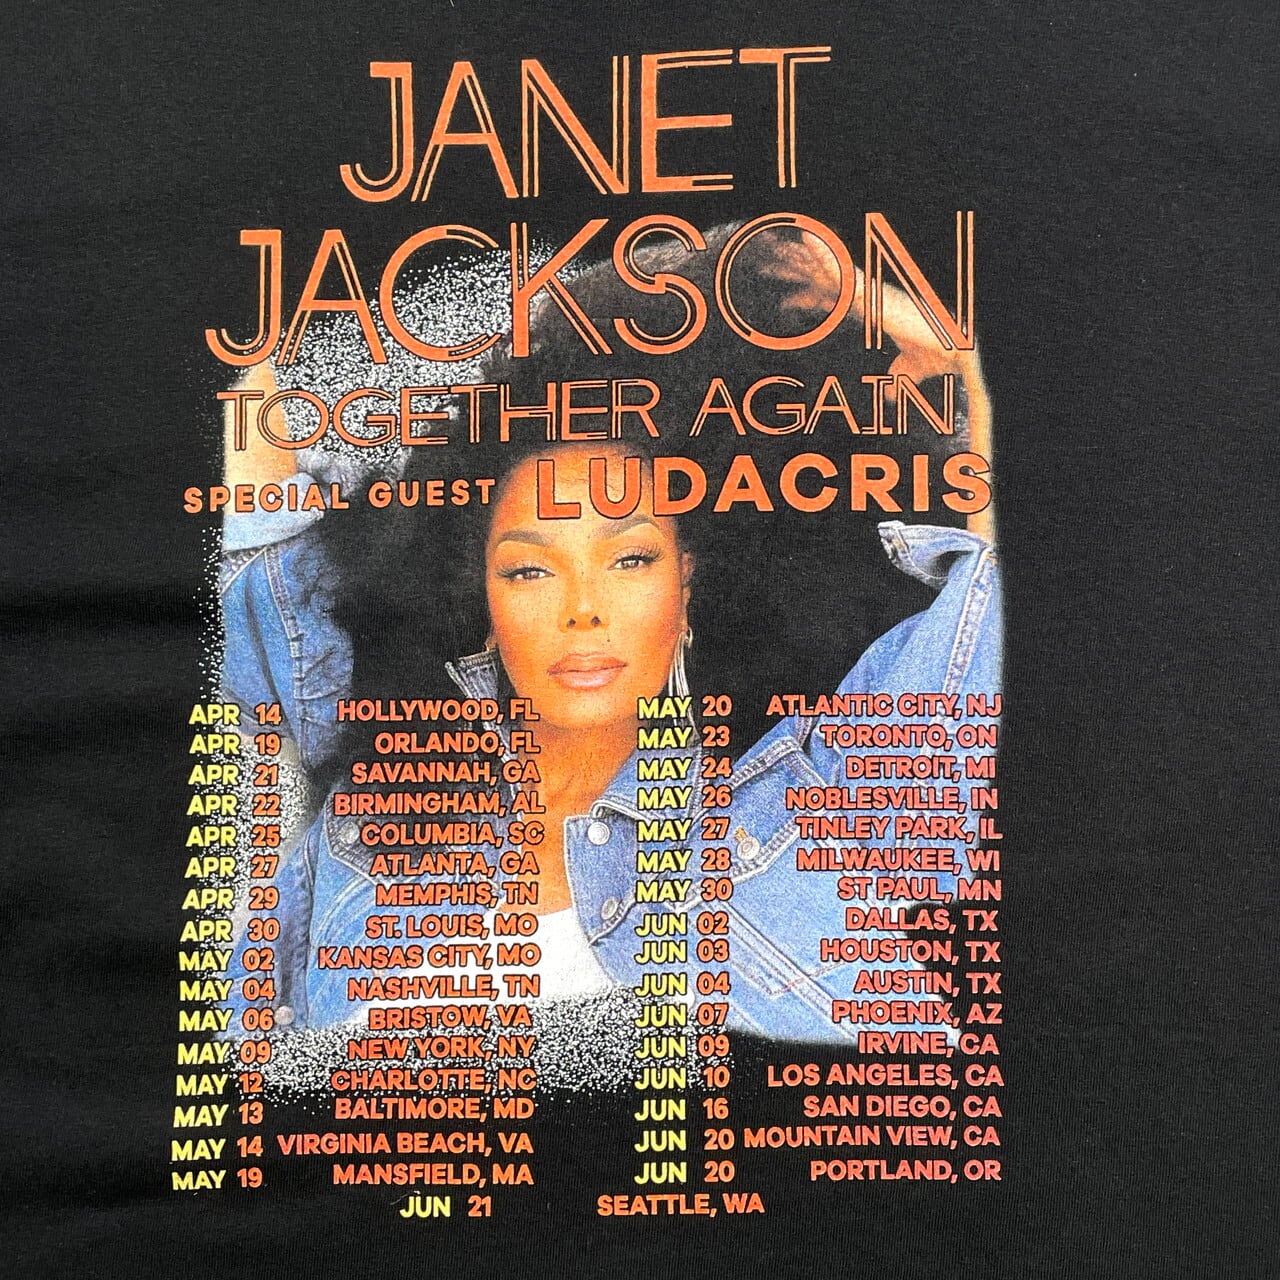 JANET
JACKSON
TOGETHER AGAIN
SPECIAL GUEST LUDACRIS
APR 14 HOLLYWOOD, FL
APR 19 ORLANDO, FL
APR 21 SAVANNAH, GA
APR 22 BIRMINGHAM, AL
APR 25 COLUMBIA, SC
APR 27 ATLANTA, GA
APR 29 MEMPHIS, TN
APR 30 ST. LOUIS, MO
MAY 02 KANSAS CITY, MO
MAY 04 NASHVILLE, TN
MAY 06 BRISTOW, VA
MAY 09 NEW YORK, NY
MAY 12 CHARLOTTE, NC
MAY 13 BALTIMORE, MD
MAY 14 VIRGINIA BEACH, VA
MAY 19 MANSFIELD, MA
MAY 20 ATLANTIC CITY, NJ
MAY 23 TORONTO, ON
MAY 24 DETROIT, MI
MAY 26 NOBLESVILLE, IN
MAY 27 TINLEY PARK, IL
MAY 28 MILWAUKEE, WI
MAY 30 ST PAUL, MN
JUN 02 DALLAS, TX
JUN 03 HOUSTON, TX
JUN 04 AUSTIN, TX
JUN 07 PHOENIX, AZ
JUN 09 IRVINE, CA
JUN 10 LOS ANGELES, CA
JUN 16 SAN DIEGO, CA
JUN 20 MOUNTAIN VIEW, CA
JUN 20 PORTLAND, OR
JUN 21 SEATTLE, WA